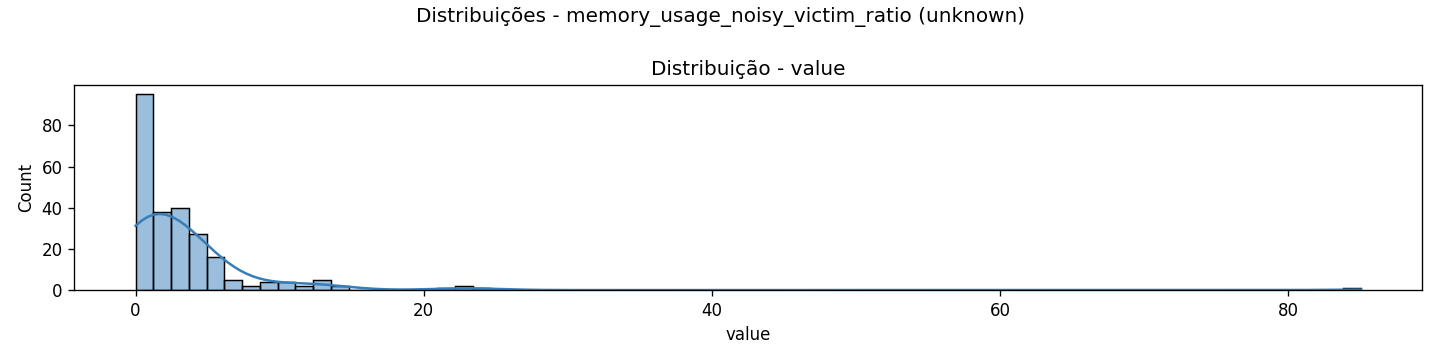 Distribuições - memory_usage_noisy_victim_ratio (unknown)
Distribuição - value
Count
80
60
40
20
0
0 20 40 60 80
value